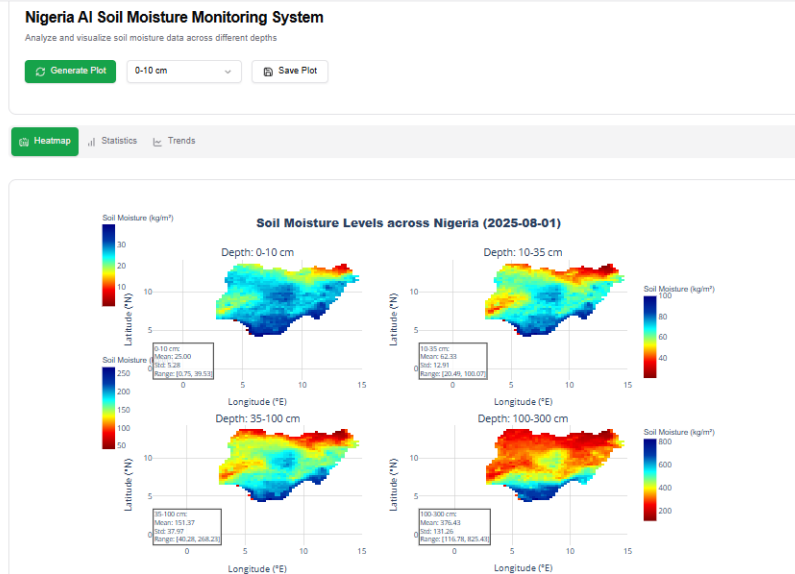 Nigeria AI Soil Moisture Monitoring System
Analyze and visualize soil moisture data across different depths
Generate Plot
0-10 cm
Save Plot
Heatmap
Statistics
Trends
Soil Moisture Levels across Nigeria (2025-08-01)
Soil Moisture (kg/m²)
30
20
10
Depth: 0-10 cm
Latitude (°N)
10
5
0
0-10 cm:
Mean: 25.00
Std: 5.28
Range: [0.75, 39.53]
0 5 10 15
Longitude (°E)
Depth: 10-35 cm
Latitude (°N)
10
5
0
10-35 cm:
Mean: 62.33
Std: 12.91
Range: [20.49, 100.07]
0 5 10 15
Longitude (°E)
Soil Moisture (kg/m²)
100
80
60
40
Soil Moisture (
250
200
150
100
50
Depth: 35-100 cm
Latitude (°N)
10
5
0
35-100 cm:
Mean: 151.37
Std: 37.97
Range: [40.28, 268.23]
0 5 10 15
Longitude (°E)
Depth: 100-300 cm
Latitude (°N)
10
5
0
100-300 cm:
Mean: 376.43
Std: 131.26
Range: [116.78, 825.43]
0 5 10 15
Longitude (°E)
Soil Moisture (kg/m²)
800
600
400
200